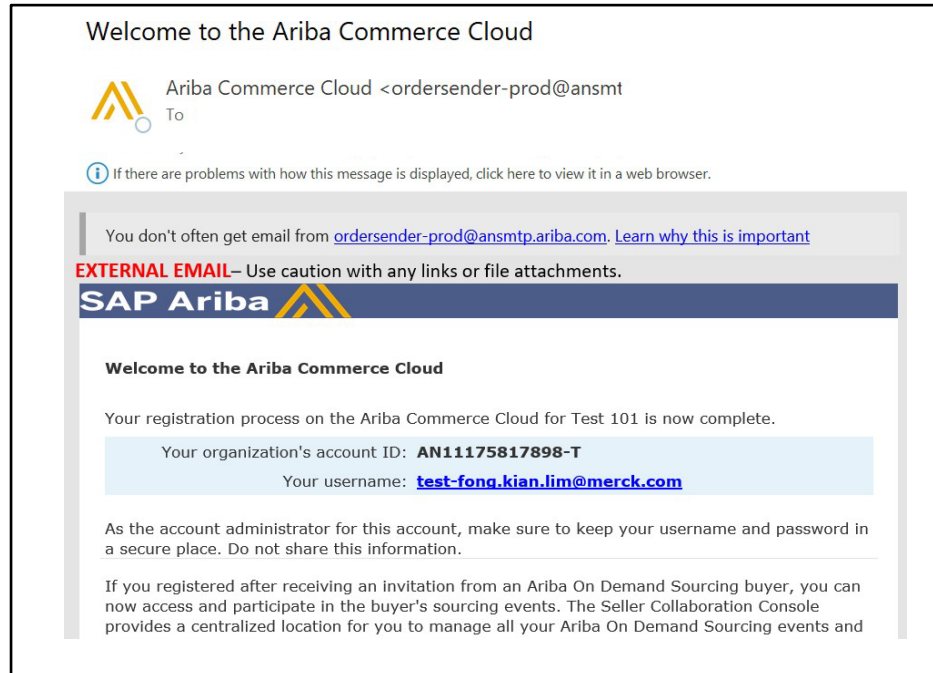 Welcome to the Ariba Commerce Cloud
Ariba Commerce Cloud <ordersender-prod@ansmt
To
If there are problems with how this message is displayed, click here to view it in a web browser.
You don't often get email from ordersender-prod@ansmtp.ariba.com. Learn why this is important
EXTERNAL EMAIL– Use caution with any links or file attachments.
SAP Ariba
Welcome to the Ariba Commerce Cloud
Your registration process on the Ariba Commerce Cloud for Test 101 is now complete.
Your organization's account ID: AN11175817898-T
Your username: test-fong.kian.lim@merck.com
As the account administrator for this account, make sure to keep your username and password in
a secure place. Do not share this information.
If you registered after receiving an invitation from an Ariba On Demand Sourcing buyer, you can
now access and participate in the buyer's sourcing events. The Seller Collaboration Console
provides a centralized location for you to manage all your Ariba On Demand Sourcing events and